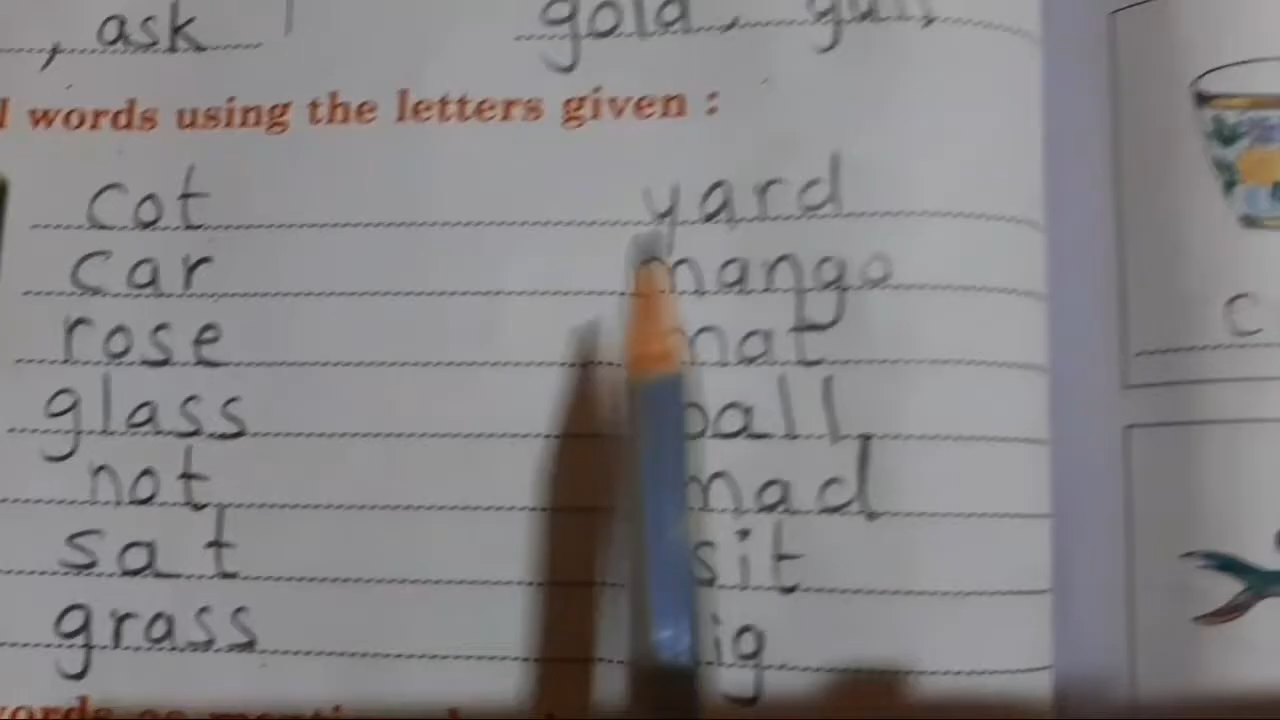 , ask gold,
words using the letters given :
cot yard
car mango
rose mat
glass ball
not mad
sat sit
grass